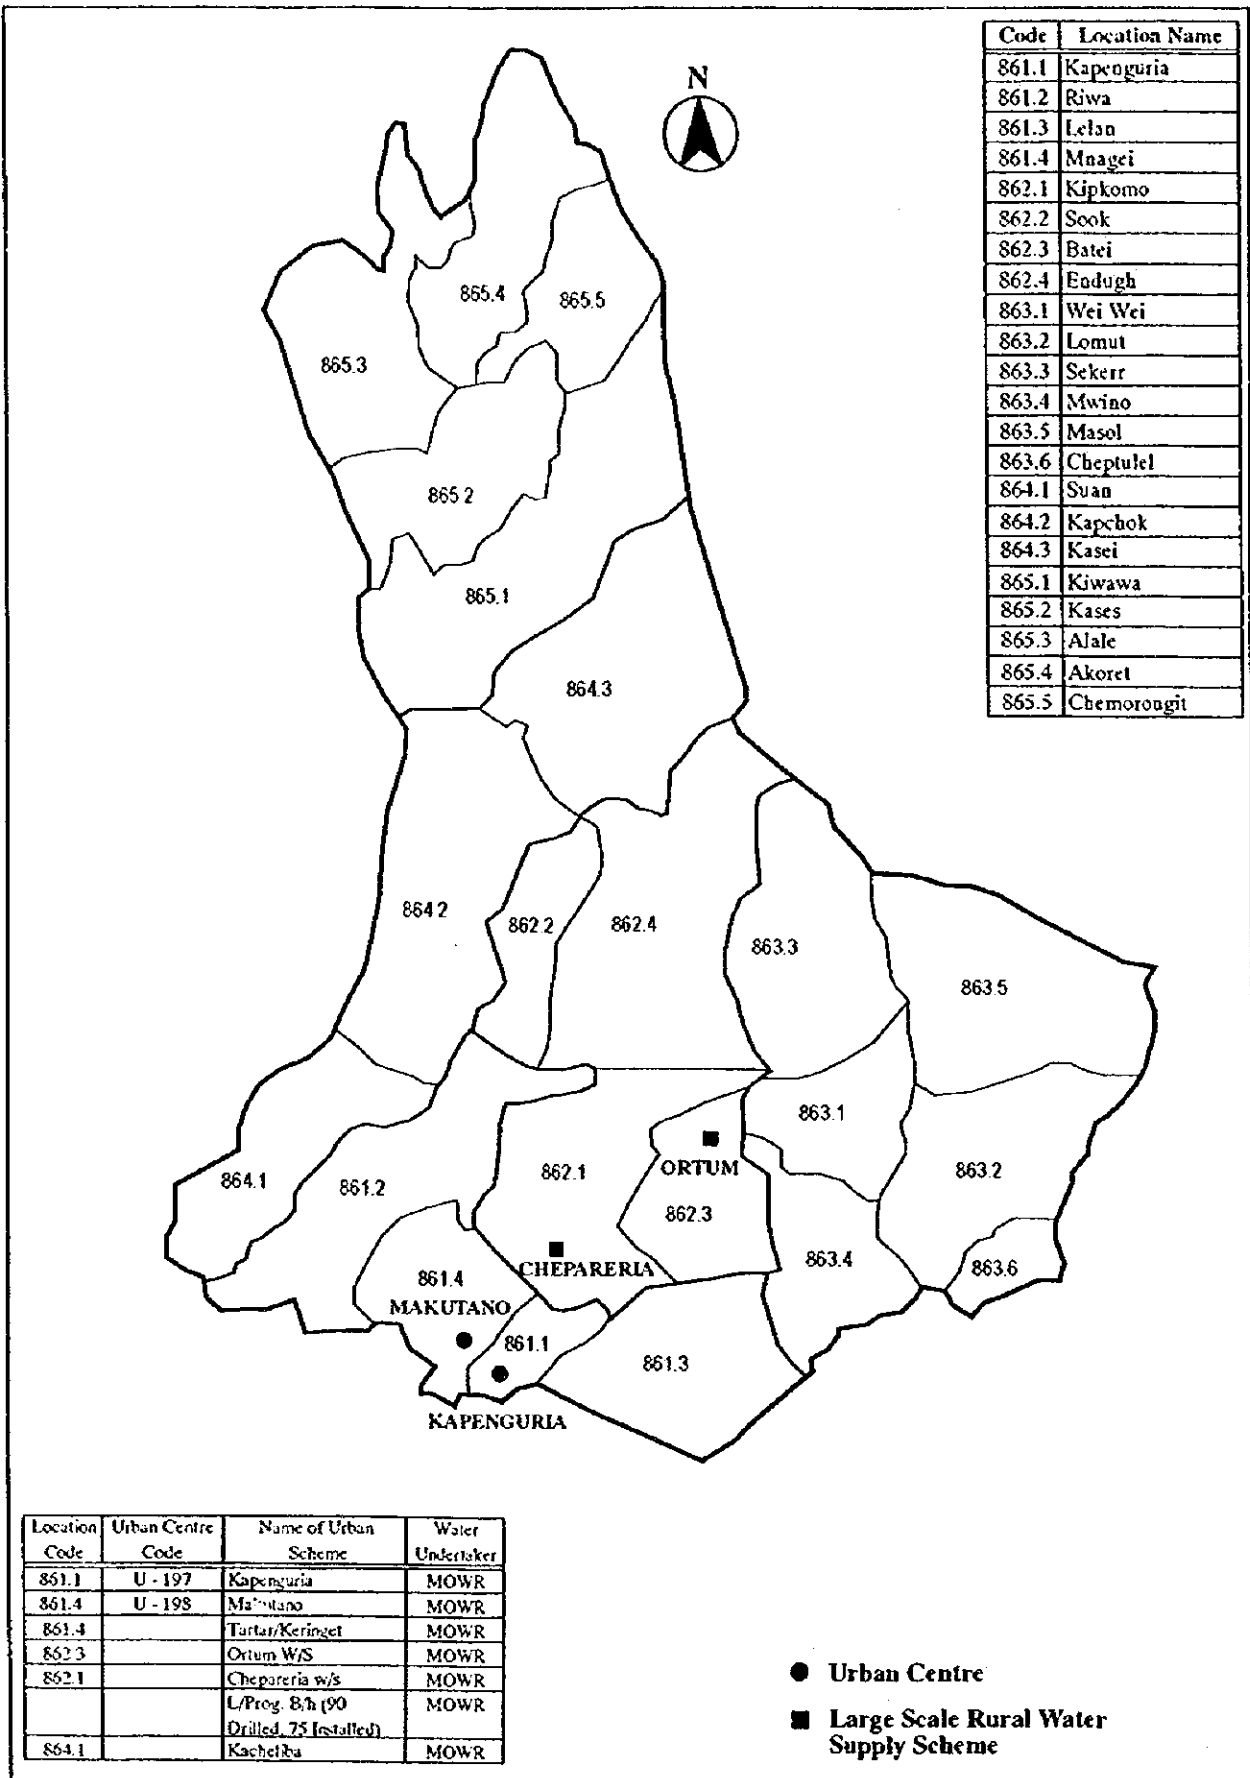 N
Code Location Name
861.1 Kapenguria
861.2 Riwa
861.3 Lelan
861.4 Mnagei
862.1 Kipkomo
862.2 Sook
862.3 Batei
862.4 Endugh
863.1 Wei Wei
863.2 Lomut
863.3 Sekerr
863.4 Mwino
863.5 Masol
863.6 Cheptulel
864.1 Suan
864.2 Kapchok
864.3 Kasei
865.1 Kiwawa
865.2 Kases
865.3 Alale
865.4 Akoret
865.5 Chemorongit
865.4
865.5
865.3
865.2
865.1
864.3
864.2
862.2
862.4
863.3
863.5
863.1
ORTUM
862.1
863.2
864.1
861.2
862.3
863.4
863.6
CHEPARERIA
861.4
MAKUTANO
861.1
861.3
KAPENGURIA
Location Urban Centre Name of Urban Water
Code Code Scheme Undertaker
861.1 U - 197 Kapenguria MOWR
861.4 U - 198 Makutano MOWR
861.4 Tartar/Keringet MOWR
862.3 Ortum W/S MOWR
862.1 Chepareria w/s MOWR
L/Prog. B/h (90 MOWR
Drilled, 75 Installed)
864.1 Kacheliba MOWR
Urban Centre
Large Scale Rural Water
Supply Scheme